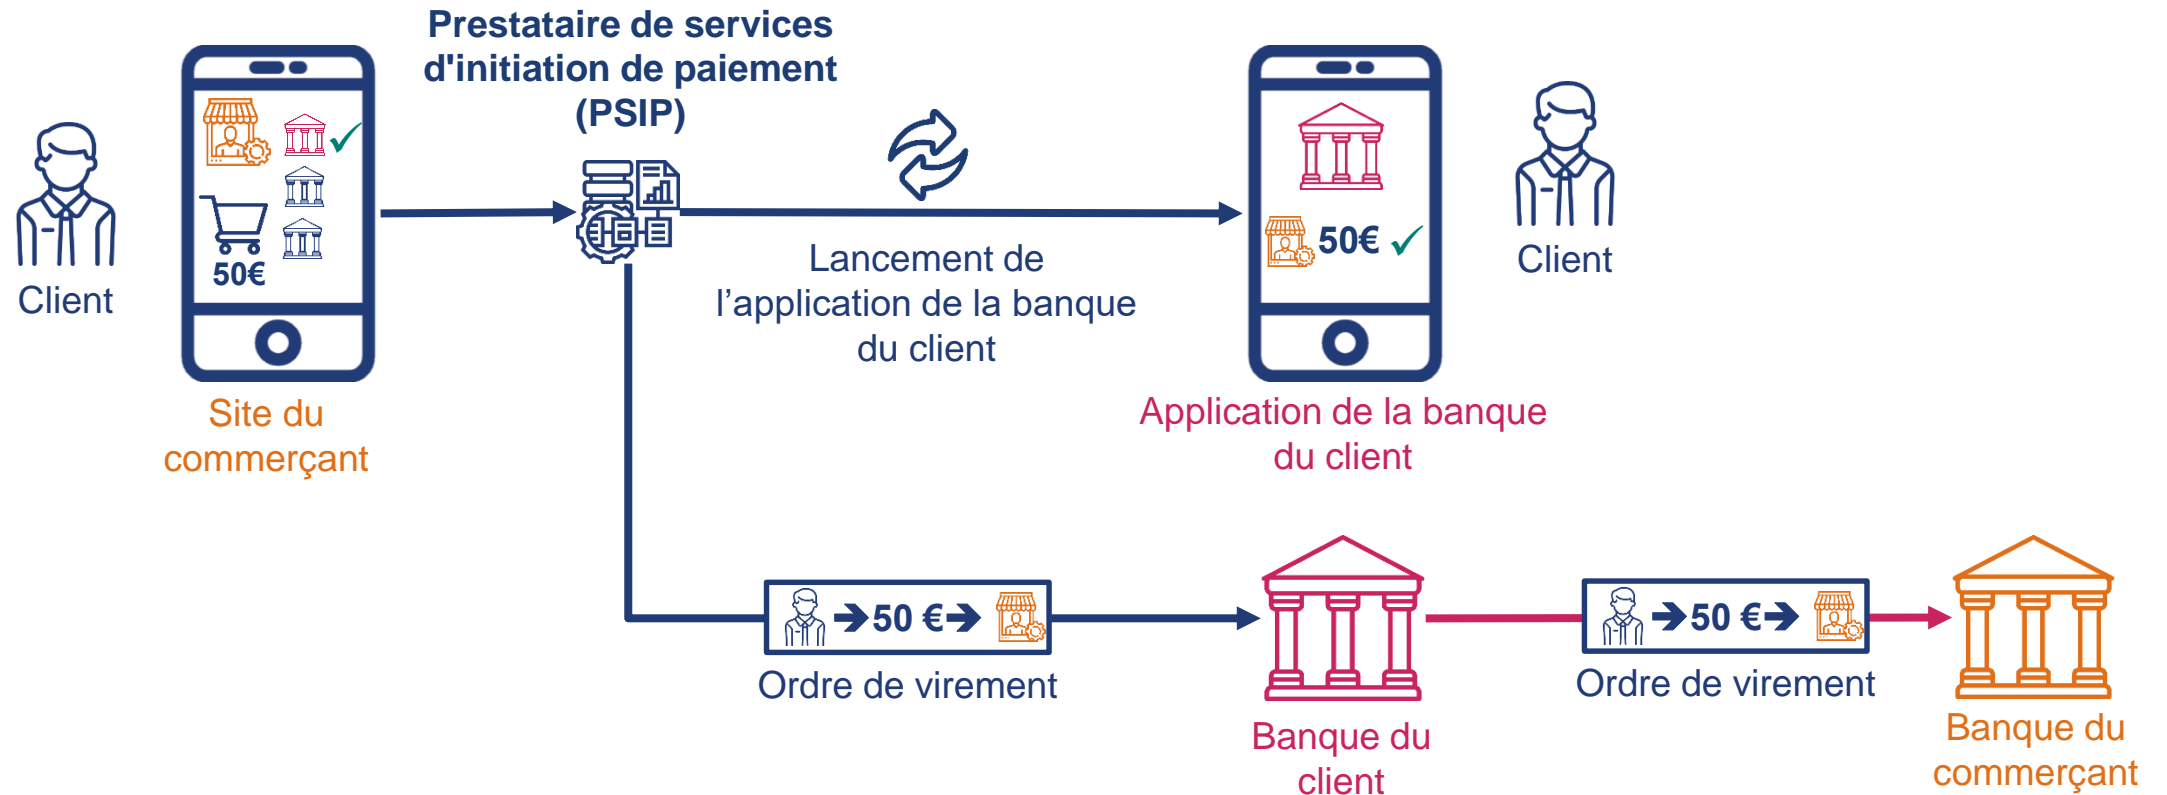 Prestataire de services
d'initiation de paiement
(PSIP)
50€
Client
Site du
commerçant
Lancement de
l’application de la banque
du client
50€
Client
Application de la banque
du client
50 €
Ordre de virement
Banque du
client
50 €
Ordre de virement
Banque du
commerçant